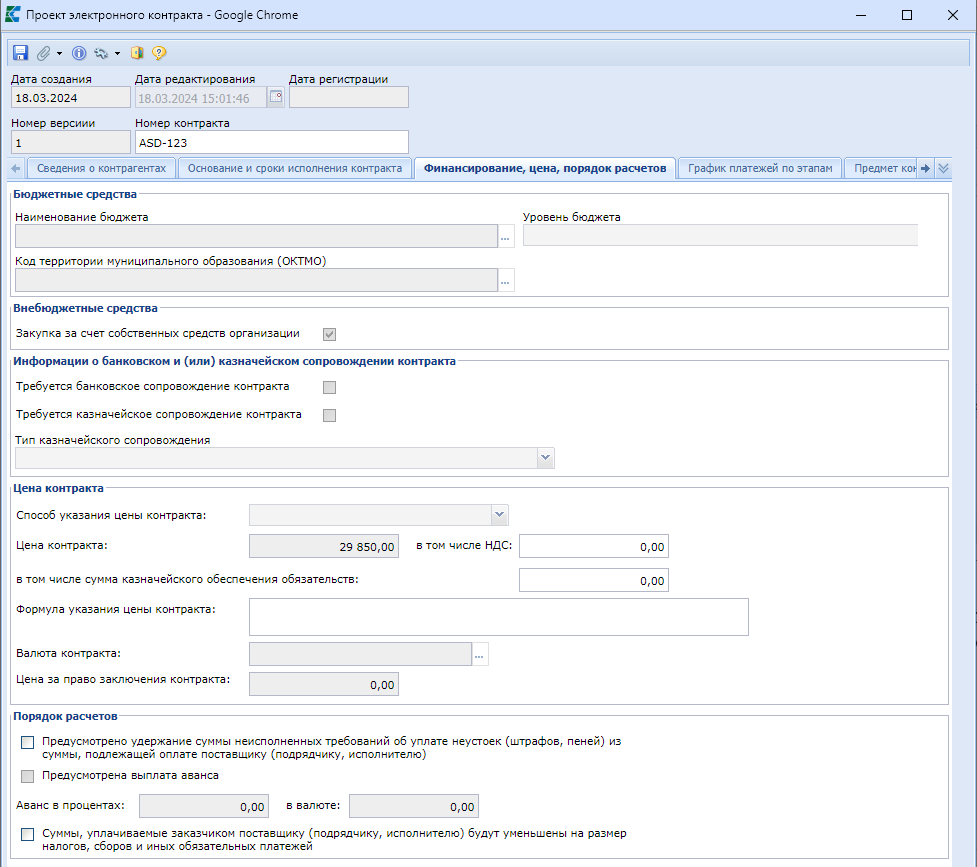 Проект электронного контракта - Google Chrome
Дата создания Дата редактирования Дата регистрации
18.03.2024 18.03.2024 15:01:46
Номер версиии Номер контракта
1 ASD-123
Сведения о контрагентах Основание и сроки исполнения контракта Финансирование, цена, порядок расчетов График платежей по этапам Предмет кон
Бюджетные средства
Наименование бюджета Уровень бюджета
...
Код территории муниципального образования (ОКТМО)
...
Внебюджетные средства
Закупка за счет собственных средств организации
Информации о банковском и (или) казначейском сопровождении контракта
Требуется банковское сопровождение контракта
Требуется казначейское сопровождение контракта
Тип казначейского сопровождения
Цена контракта
Способ указания цены контракта:
Цена контракта: 29 850,00 в том числе НДС: 0,00
в том числе сумма казначейского обеспечения обязательств: 0,00
Формула указания цены контракта:
Валюта контракта: ...
Цена за право заключения контракта: 0,00
Порядок расчетов
Предусмотрено удержание суммы неисполненных требований об уплате неустоек (штрафов, пеней) из
суммы, подлежащей оплате поставщику (подрядчику, исполнителю)
Предусмотрена выплата аванса
Аванс в процентах: 0,00 в валюте: 0,00
Суммы, уплачиваемые заказчиком поставщику (подрядчику, исполнителю) будут уменьшены на размер
налогов, сборов и иных обязательных платежей